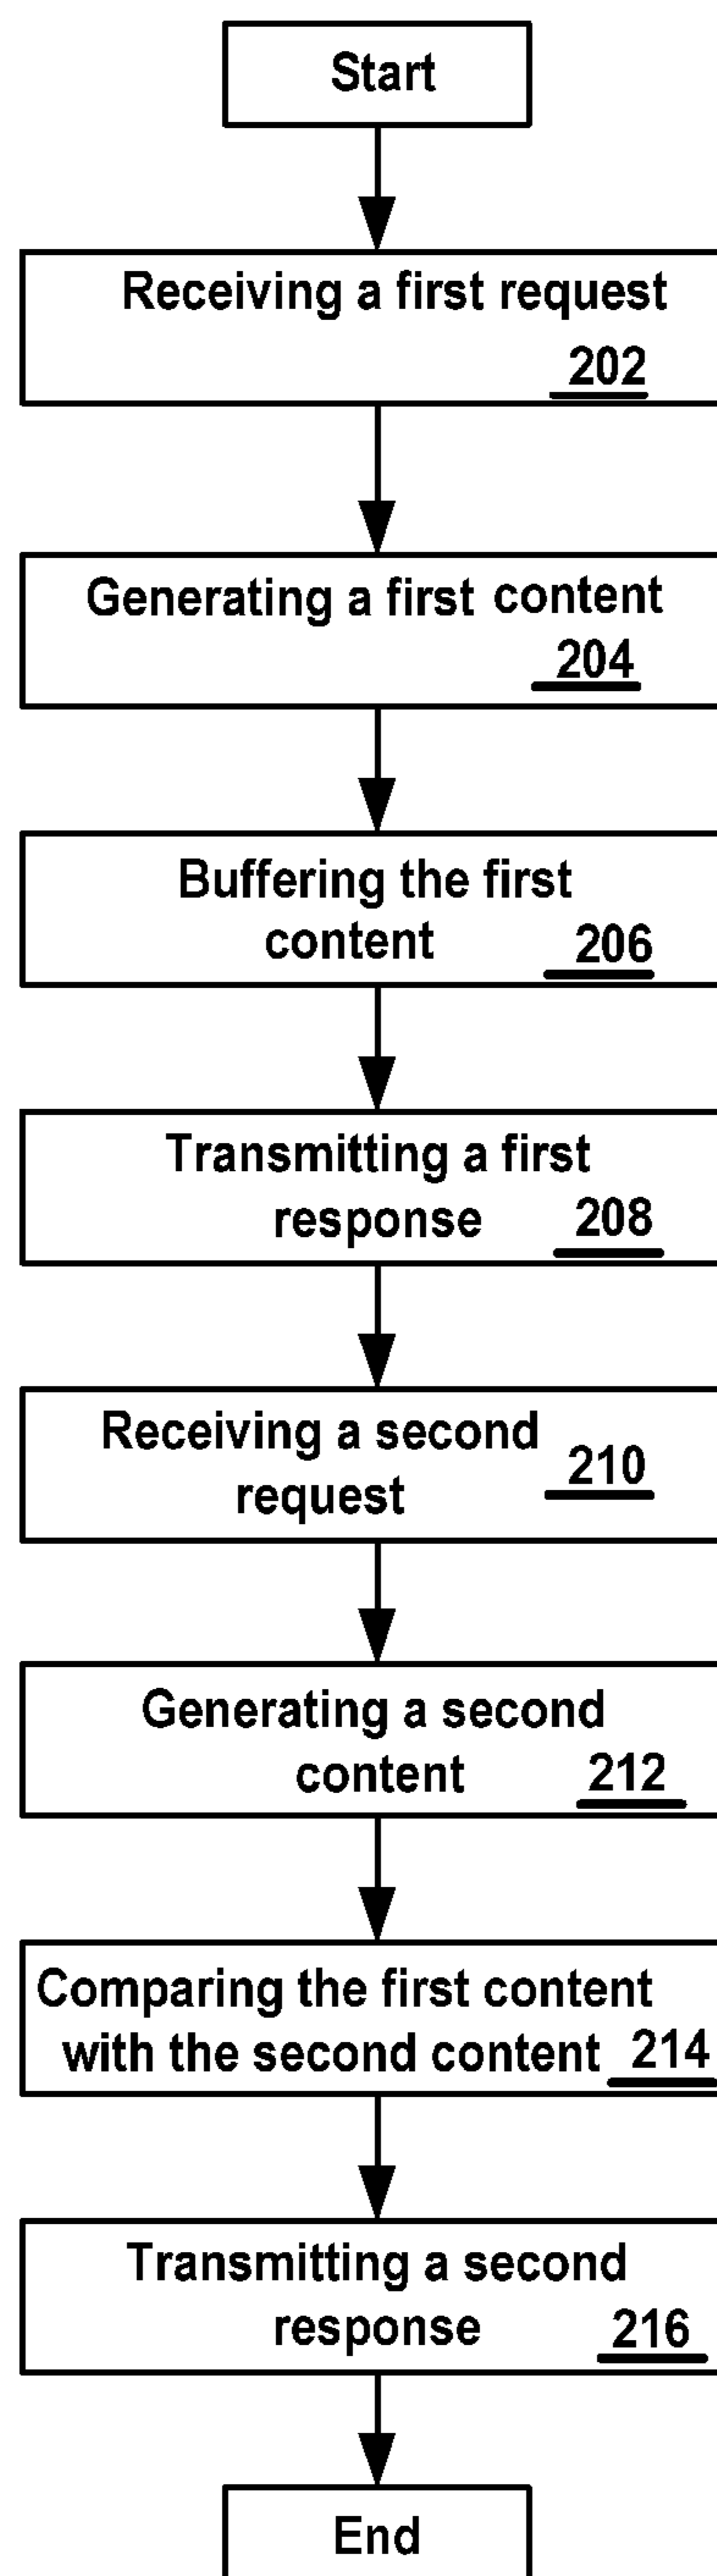 Start
Receiving a first request
202
Generating a first content
204
Buffering the first
content 206
Transmitting a first
response 208
Receiving a second
request 210
Generating a second
content 212
Comparing the first content
with the second content 214
Transmitting a second
response 216
End